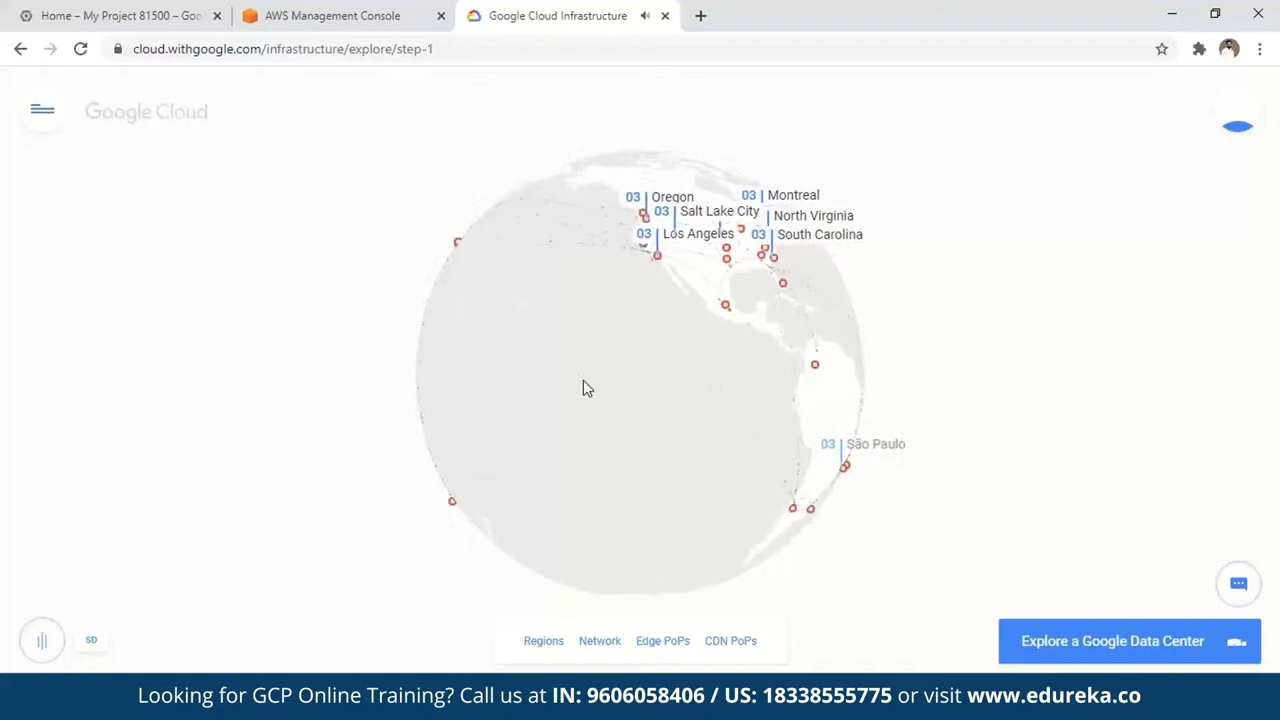 Home – My Project 81500 – Goo
AWS Management Console
Google Cloud Infrastructure
cloud.withgoogle.com/infrastructure/explore/step-1
Google Cloud
03 Oregon
03 Montreal
03 Salt Lake City
North Virginia
03 Los Angeles
03 South Carolina
03 São Paulo
SD
Regions Network Edge PoPs CDN PoPs
Explore a Google Data Center
Looking for GCP Online Training? Call us at IN: 9606058406 / US: 18338555775 or visit www.edureka.co